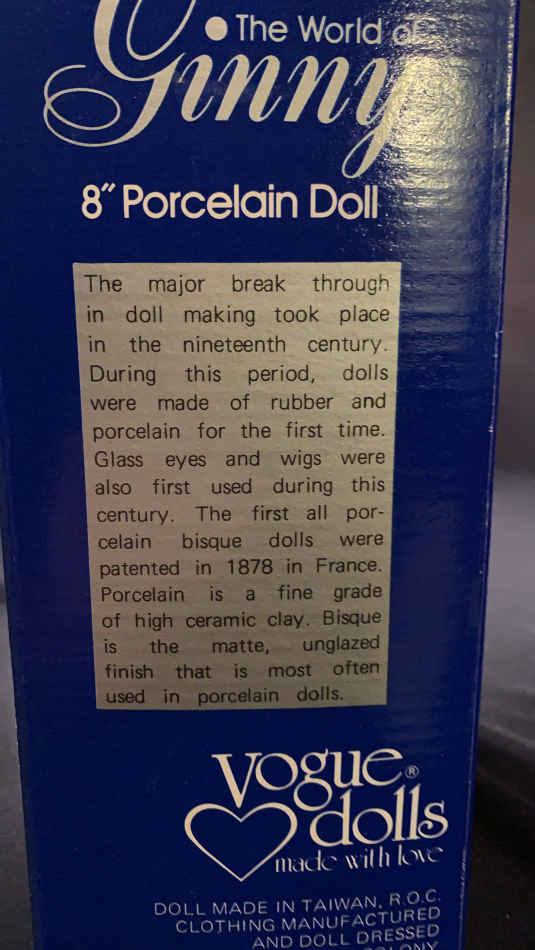 The World of
Ginny
8" Porcelain Doll
The major break through
in doll making took place
in the nineteenth century.
During this period, dolls
were made of rubber and
porcelain for the first time.
Glass eyes and wigs were
also first used during this
century. The first all por-
celain bisque dolls were
patented in 1878 in France.
Porcelain is a fine grade
of high ceramic clay. Bisque
is the matte, unglazed
finish that is most often
used in porcelain dolls.
Vogue®
dolls
made with love
DOLL MADE IN TAIWAN, R.O.C.
CLOTHING MANUFACTURED
AND DOLL DRESSED